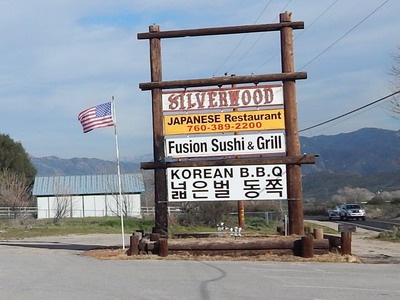 SILVERWOOD
JAPANESE Restaurant
760-389-2200
Fusion Sushi & Grill
KOREAN B.B.Q
넓은벌 동쪽